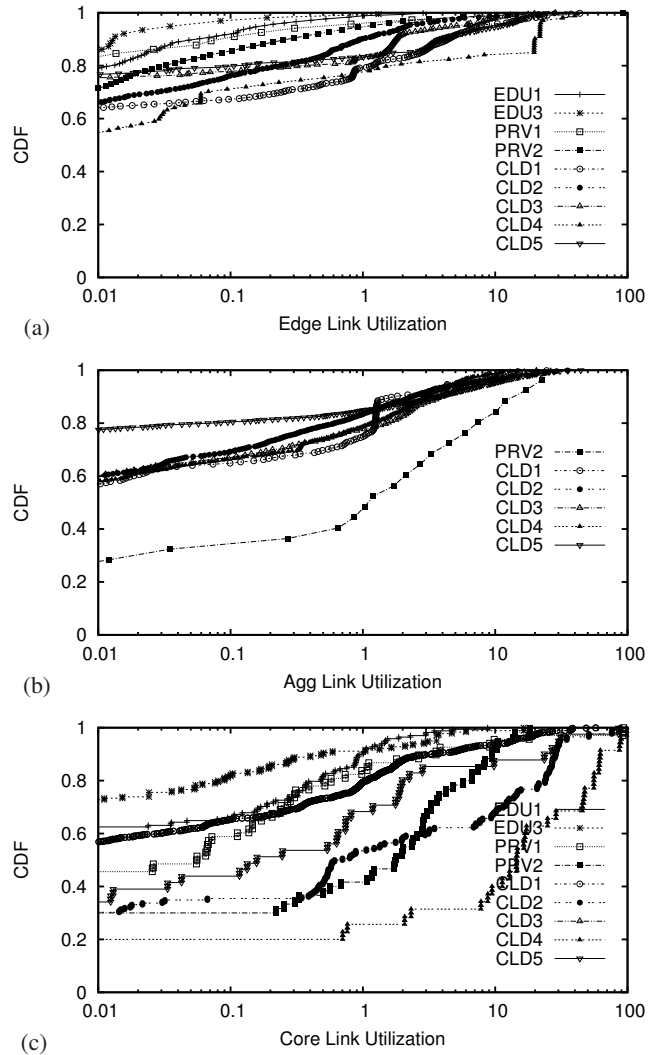 1
0.8
0.6
0.4
0.2
0
CDF
EDU1
EDU3
PRV1
PRV2
CLD1
CLD2
CLD3
CLD4
CLD5
0.01 0.1 1 10 100
(a) Edge Link Utilization
1
0.8
0.6
0.4
0.2
0
CDF
PRV2
CLD1
CLD2
CLD3
CLD4
CLD5
0.01 0.1 1 10 100
(b) Agg Link Utilization
1
0.8
0.6
0.4
0.2
0
CDF
EDU1
EDU3
PRV1
PRV2
CLD1
CLD2
CLD3
CLD4
CLD5
0.01 0.1 1 10 100
(c) Core Link Utilization